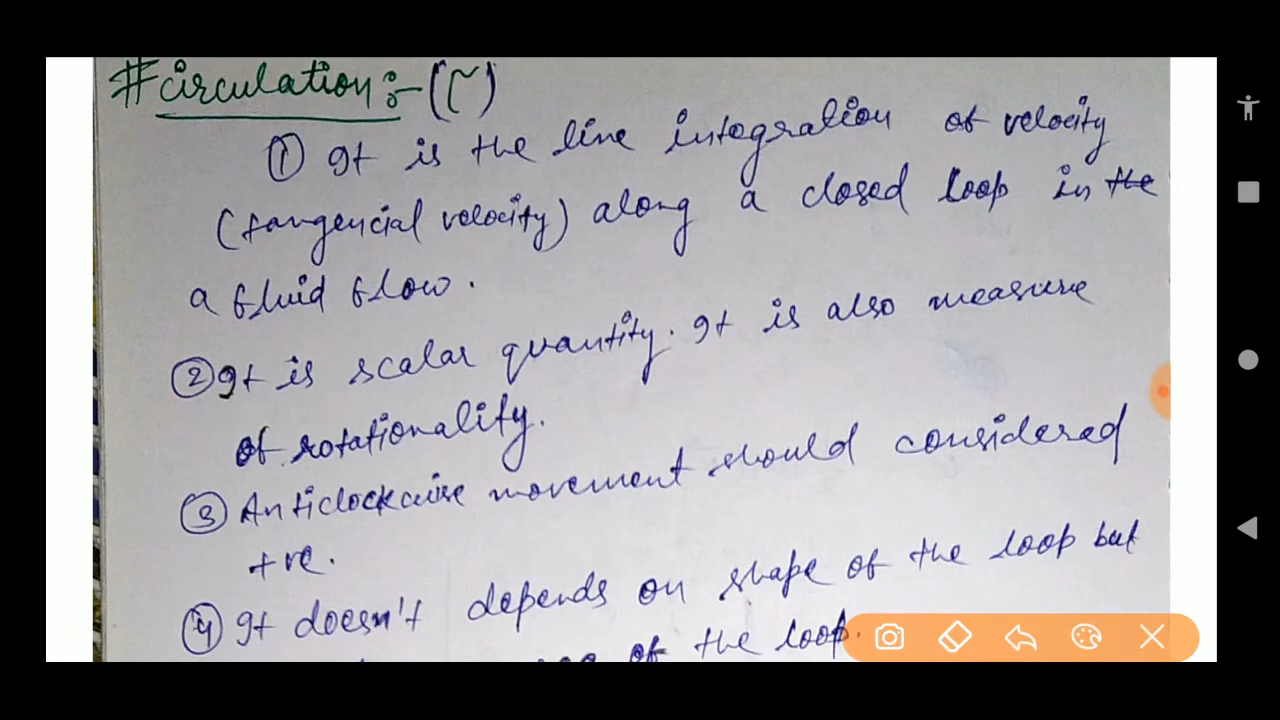 #circulation :- (Γ)
① It is the line integration of velocity
(tangencial velocity) along a closed loop in the
a fluid flow.
② It is scalar quantity. It is also measure
of rotationality.
③ Anticlockwise movement should considered
+ve.
④ It doesn't depends on shape of the loop but
of the loop.